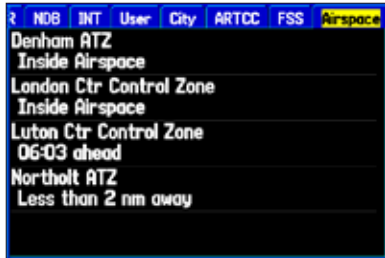 R NDB INT User City ARTCC FSS Airspace
Denham ATZ
Inside Airspace
London Ctr Control Zone
Inside Airspace
Luton Ctr Control Zone
06:03 ahead
Northolt ATZ
Less than 2 nm away